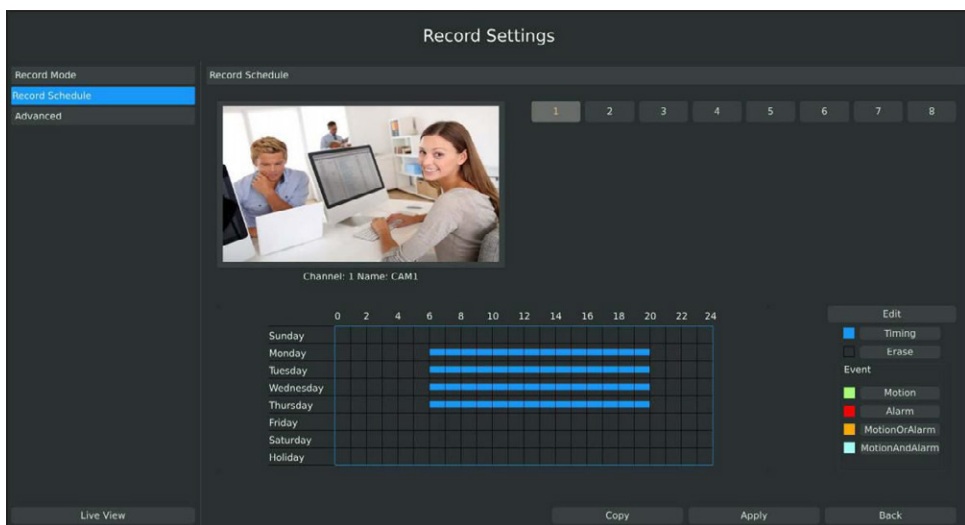 Record Settings
Record Mode
Record Schedule
Advanced
Record Schedule
1 2 3 4 5 6 7 8
Channel: 1 Name: CAM1
0 2 4 6 8 10 12 14 16 18 20 22 24
Sunday
Monday
Tuesday
Wednesday
Thursday
Friday
Saturday
Holiday
Edit
Timing
Erase
Event
Motion
Alarm
MotionOrAlarm
MotionAndAlarm
Live View
Copy
Apply
Back